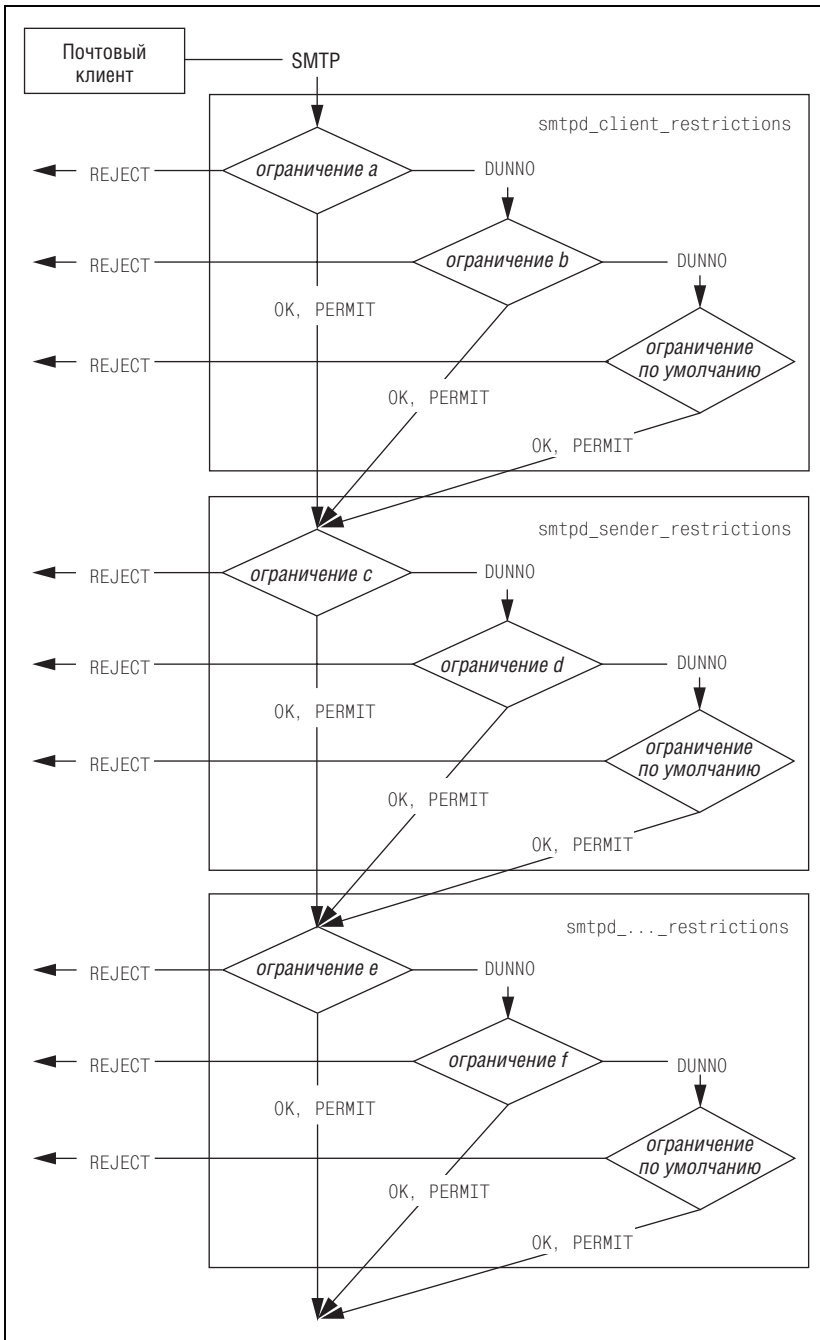 Почтовый
клиент
SMTP
smtpd_client_restrictions
REJECT
ограничение a
DUNNO
REJECT
ограничение b
DUNNO
OK, PERMIT
REJECT
ограничение
по умолчанию
OK, PERMIT
OK, PERMIT
smtpd_sender_restrictions
REJECT
ограничение c
DUNNO
REJECT
ограничение d
DUNNO
OK, PERMIT
REJECT
ограничение
по умолчанию
OK, PERMIT
OK, PERMIT
smtpd_..._restrictions
REJECT
ограничение e
DUNNO
REJECT
ограничение f
DUNNO
OK, PERMIT
REJECT
ограничение
по умолчанию
OK, PERMIT
OK, PERMIT